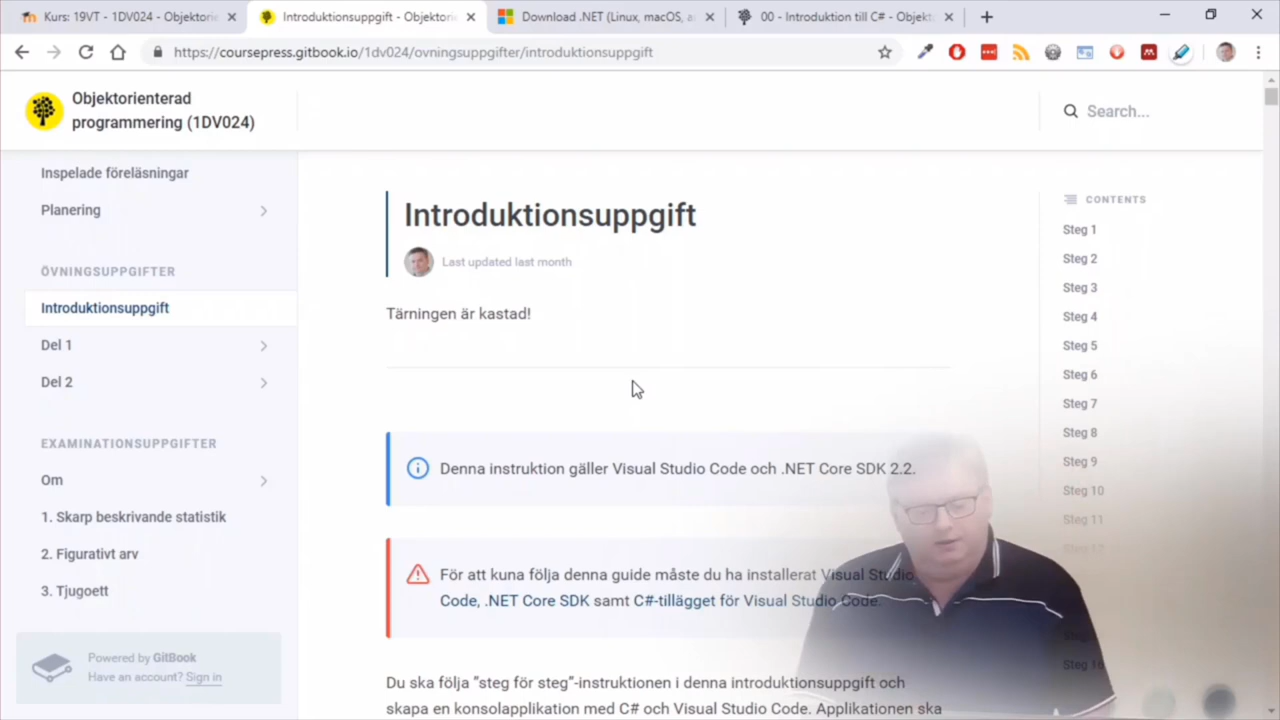 Kurs: 19VT - 1DV024 - Objektorie
Introduktionsuppgift - Objektorie
Download .NET (Linux, macOS, a
00 - Introduktion till C# - Objekt
https://coursepress.gitbook.io/1dv024/ovningsuppgifter/introduktionsuppgift
Objektorienterad
programmering (1DV024)
Search...
Inspelade föreläsningar
Planering
ÖVNINGSUPPGIFTER
Introduktionsuppgift
Del 1
Del 2
EXAMINATIONSUPPGIFTER
Om
1. Skarp beskrivande statistik
2. Figurativt arv
3. Tjugoett
Powered by GitBook
Have an account? Sign in
Introduktionsuppgift
Last updated last month
Tärningen är kastad!
Denna instruktion gäller Visual Studio Code och .NET Core SDK 2.2.
För att kuna följa denna guide måste du ha installerat Visual Studio
Code, .NET Core SDK samt C#-tillägget för Visual Studio Code.
Du ska följa ”steg för steg”-instruktionen i denna introduktionsuppgift och
skapa en konsolapplikation med C# och Visual Studio Code. Applikationen ska
CONTENTS
Steg 1
Steg 2
Steg 3
Steg 4
Steg 5
Steg 6
Steg 7
Steg 8
Steg 9
Steg 10
Steg 11
Steg 12
Steg 16